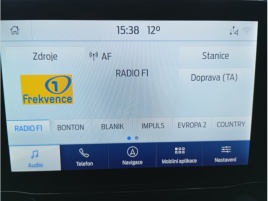 15:38 12°
Zdroje AF Stanice
RADIO F1
Doprava (TA)
1
Frekvence
RADIO F1 BONTON BLANIK IMPULS EVROPA 2 COUNTRY
Audio Telefon Navigace Mobilní aplikace Nastavení